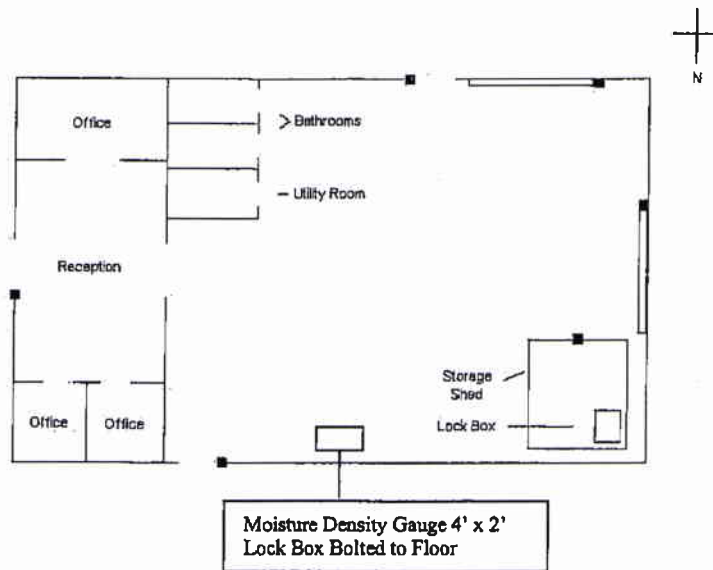 N
Office
Bathrooms
Utility Room
Reception
Storage
Shed
Lock Box
Office
Office
Moisture Density Gauge 4' x 2'
Lock Box Bolted to Floor